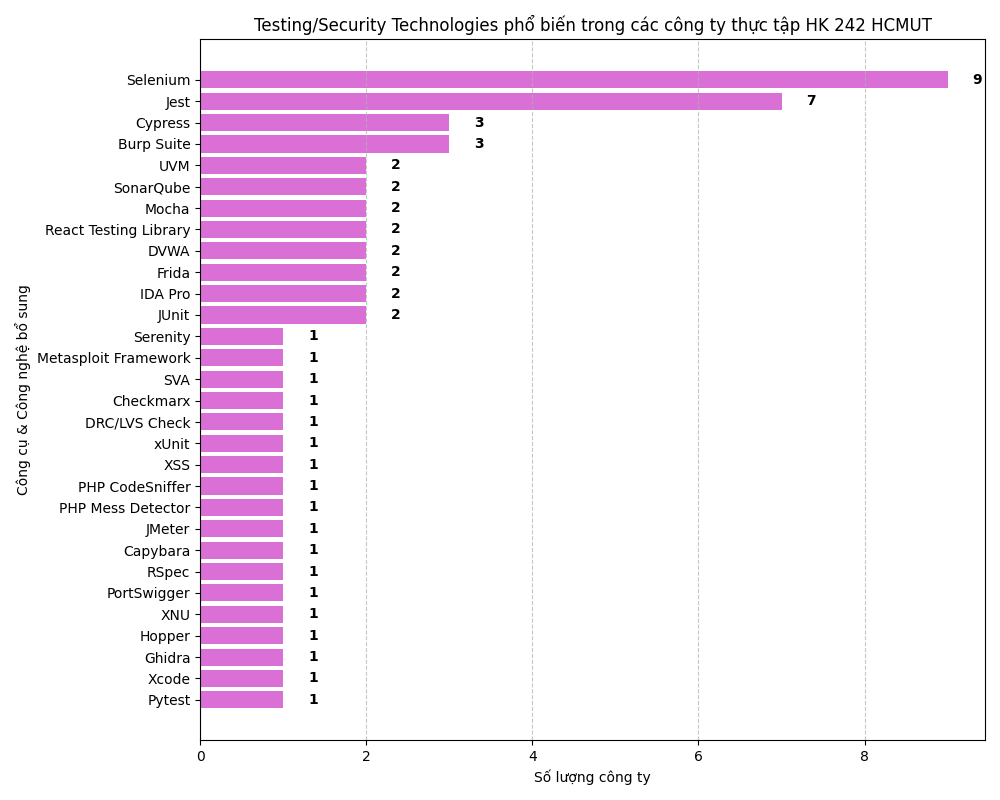 Testing/Security Technologies phổ biến trong các công ty thực tập HK 242 HCMUT
Công cụ & Công nghệ bổ sung
Selenium 9
Jest 7
Cypress 3
Burp Suite 3
UVM 2
SonarQube 2
Mocha 2
React Testing Library 2
DVWA 2
Frida 2
IDA Pro 2
JUnit 2
Serenity 1
Metasploit Framework 1
SVA 1
Checkmarx 1
DRC/LVS Check 1
xUnit 1
XSS 1
PHP CodeSniffer 1
PHP Mess Detector 1
JMeter 1
Capybara 1
RSpec 1
PortSwigger 1
XNU 1
Hopper 1
Ghidra 1
Xcode 1
Pytest 1
0 2 4 6 8
Số lượng công ty